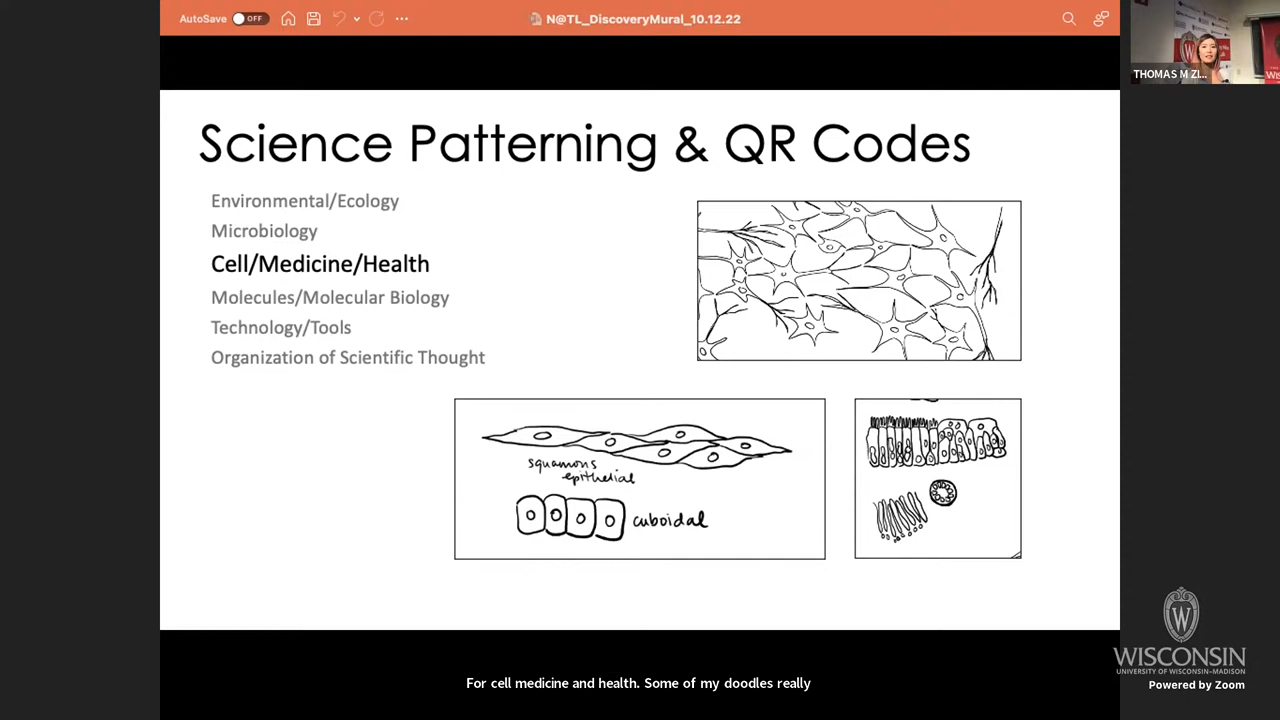 AutoSave OFF
N@TL_DiscoveryMural_10.12.22
THOMAS M ZI...
Science Patterning & QR Codes
Environmental/Ecology
Microbiology
Cell/Medicine/Health
Molecules/Molecular Biology
Technology/Tools
Organization of Scientific Thought
squamons
epithelial
cuboidal
W
WISCONSIN
UNIVERSITY OF WISCONSIN–MADISON
Powered by Zoom
For cell medicine and health. Some of my doodles really